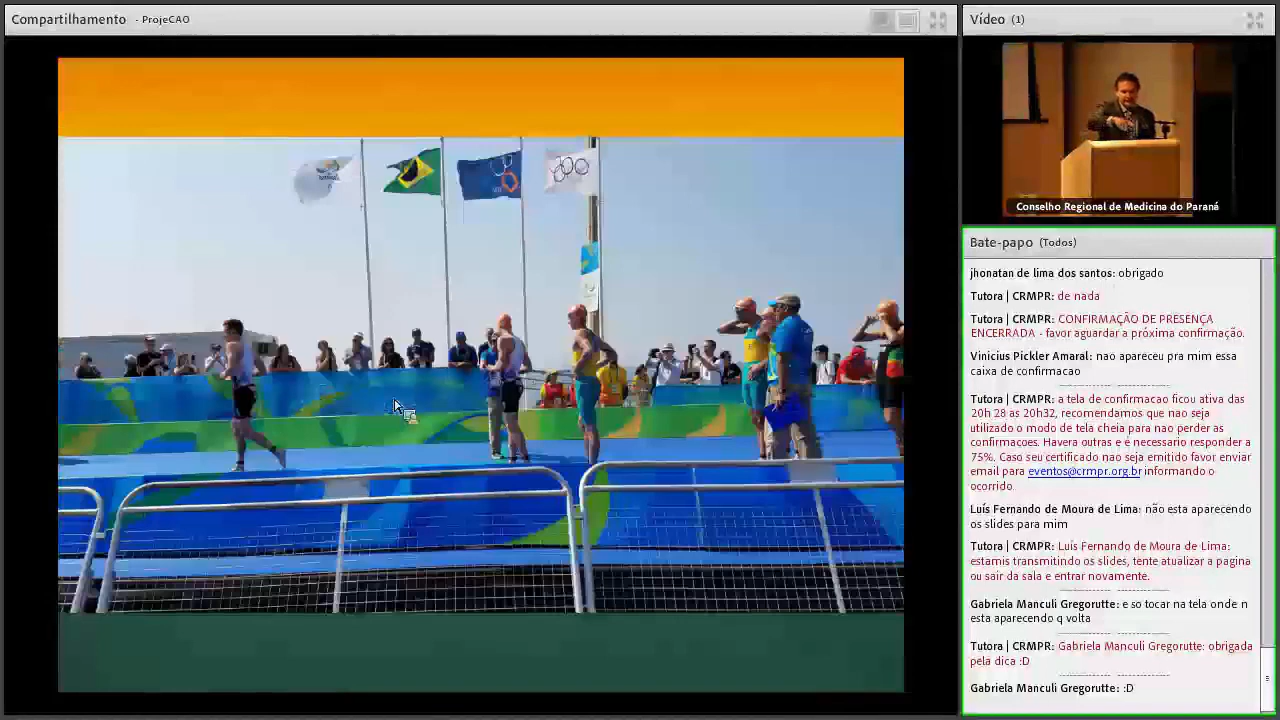 Compartilhamento - ProjeCAO
Vídeo (1)
Conselho Regional de Medicina do Paraná
Bate-papo (Todos)
jhonatan de lima dos santos: obrigado
Tutora | CRMPR: de nada
Tutora | CRMPR: CONFIRMAÇÃO DE PRESENÇA
ENCERRADA - favor aguardar a próxima confirmação.
Vinicius Pickler Amaral: nao apareceu pra mim essa
caixa de confirmacao
Tutora | CRMPR: a tela de confirmacao ficou ativa das
20h 28 as 20h32, recomendamos que nao seja
utilizado o modo de tela cheia para nao perder as
confirmacoes. Havera outras e é necessario responder a
75%. Caso seu certificado nao seja emitido favor enviar
email para eventos@crmpr.org.br informando o
ocorrido.
Luís Fernando de Moura de Lima: não esta aparecendo
os slides para mim
Tutora | CRMPR: Luís Fernando de Moura de Lima:
estamis transmitindo os slides, tente atualizar a pagina
ou sair da sala e entrar novamente.
Gabriela Manculi Gregorutte: e so tocar na tela onde n
esta aparecendo q volta
Tutora | CRMPR: Gabriela Manculi Gregorutte: obrigada
pela dica :D
Gabriela Manculi Gregorutte: :D